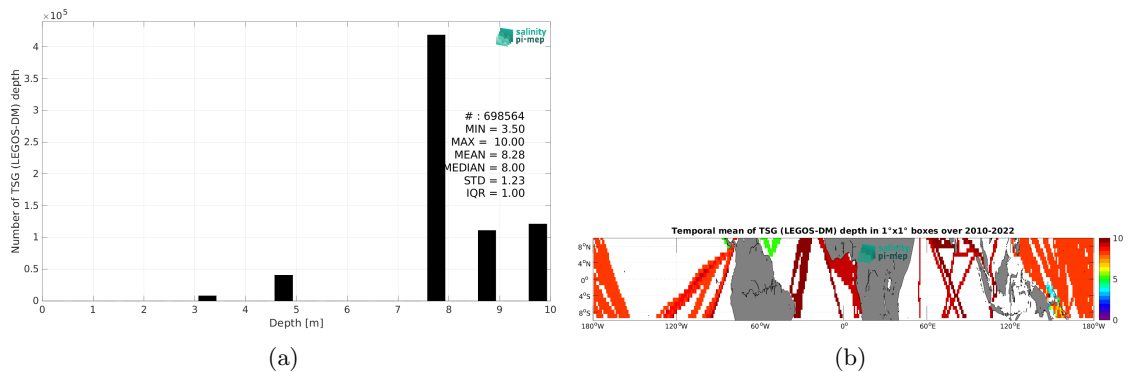 ×10⁵
4
3.5
3
2.5
2
1.5
1
0.5
0
Number of TSG (LEGOS-DM) depth
salinity
pi-mep
# : 698564
MIN = 3.50
MAX = 10.00
MEAN = 8.28
MEDIAN = 8.00
STD = 1.23
IQR = 1.00
0 1 2 3 4 5 6 7 8 9 10
Depth [m]
(a)
Temporal mean of TSG (LEGOS-DM) depth in 1°x1° boxes over 2010-2022
salinity
pi-mep
8°N
4°N
0°
4°S
8°S
180°W 120°W 60°W 0° 60°E 120°E 180°W
10
5
0
(b)